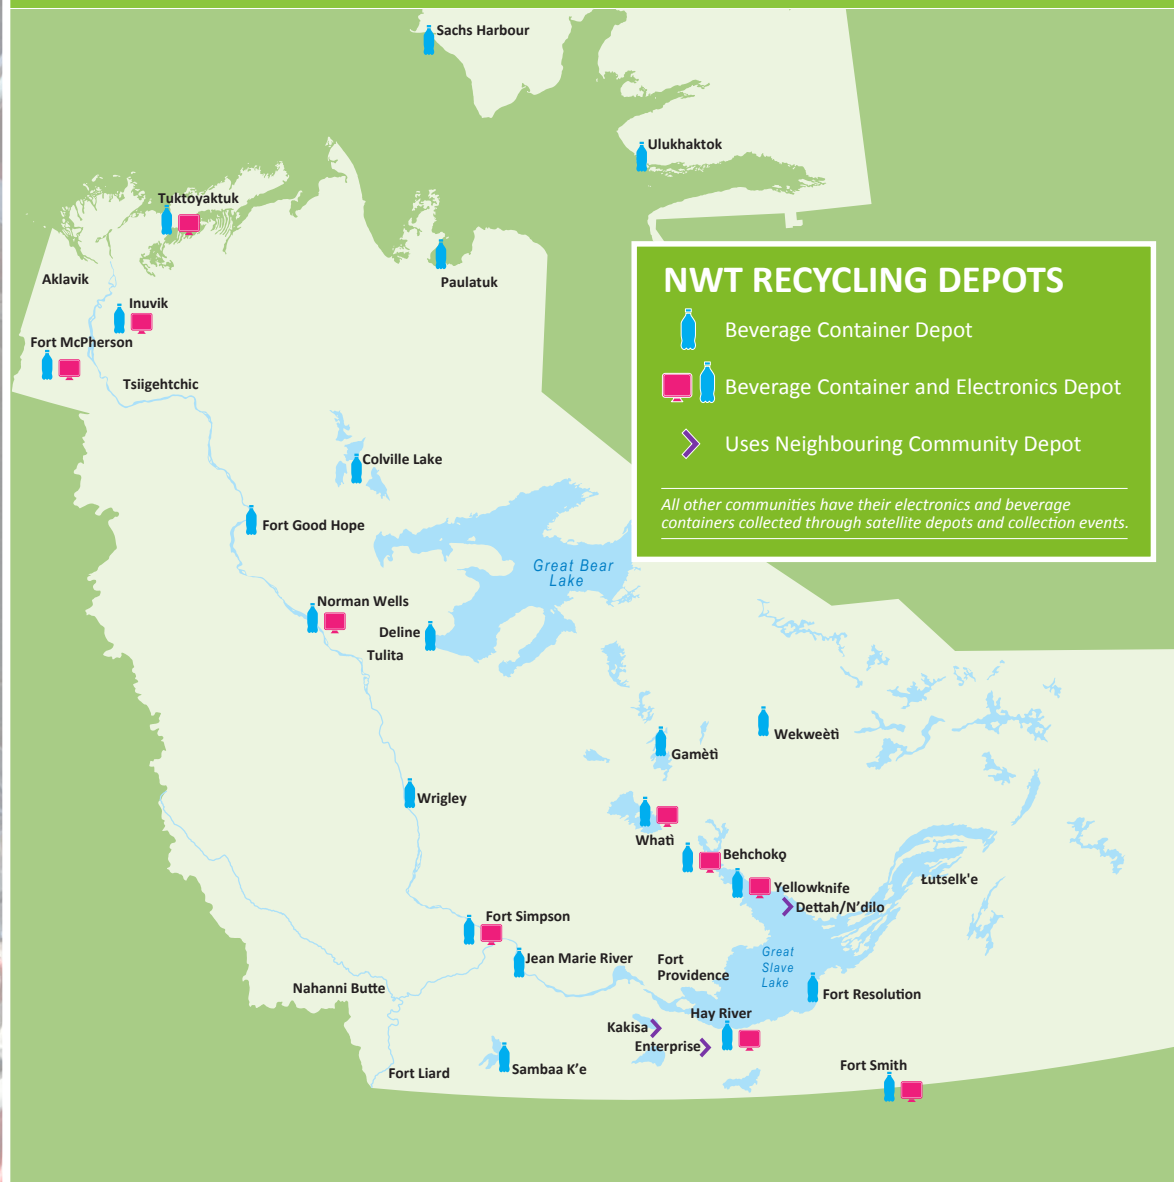 Sachs Harbour
Ulukhaktok
Tuktoyaktuk
Paulatuk
Aklavik
Inuvik
Fort McPherson
Tsiigehtchic
NWT RECYCLING DEPOTS
Beverage Container Depot
Beverage Container and Electronics Depot
Uses Neighbouring Community Depot
All other communities have their electronics and beverage
containers collected through satellite depots and collection events.
Colville Lake
Fort Good Hope
Great Bear
Lake
Norman Wells
Deline
Tulita
Wekweètì
Gamètì
Wrigley
Whatì
Behchokǫ
Yellowknife
Dettah/N’dilo
Łutselk'e
Fort Simpson
Jean Marie River
Fort
Providence
Great
Slave
Lake
Nahanni Butte
Fort Resolution
Hay River
Kakisa
Enterprise
Fort Liard
Sambaa K’e
Fort Smith